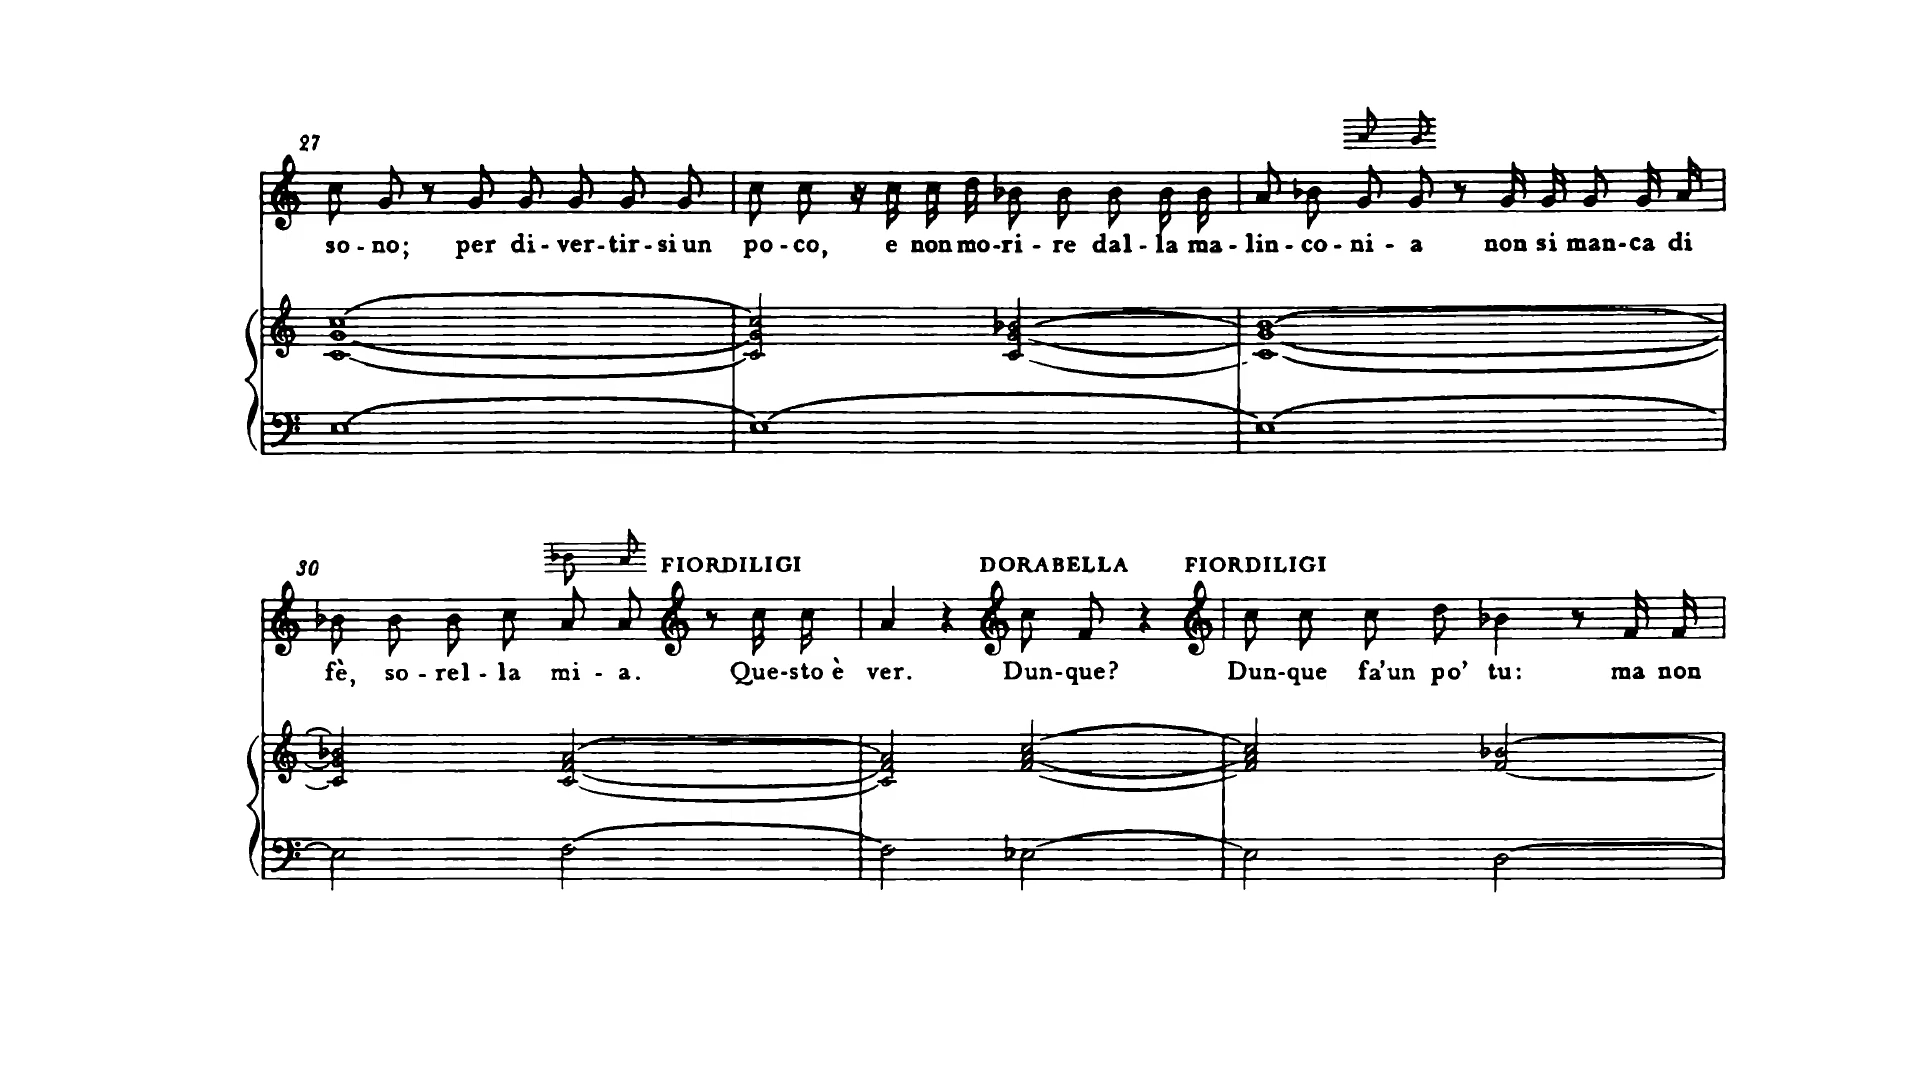 27
so - no; per di - ver - tir - si un po - co, e non mo - ri - re dal - la ma - lin - co - ni - a non si man - ca di
30 FIORDILIGI DORABELLA FIORDILIGI
fè, so - rel - la mi - a. Que - sto è ver. Dun - que? Dun - que fa' un po' tu: ma non